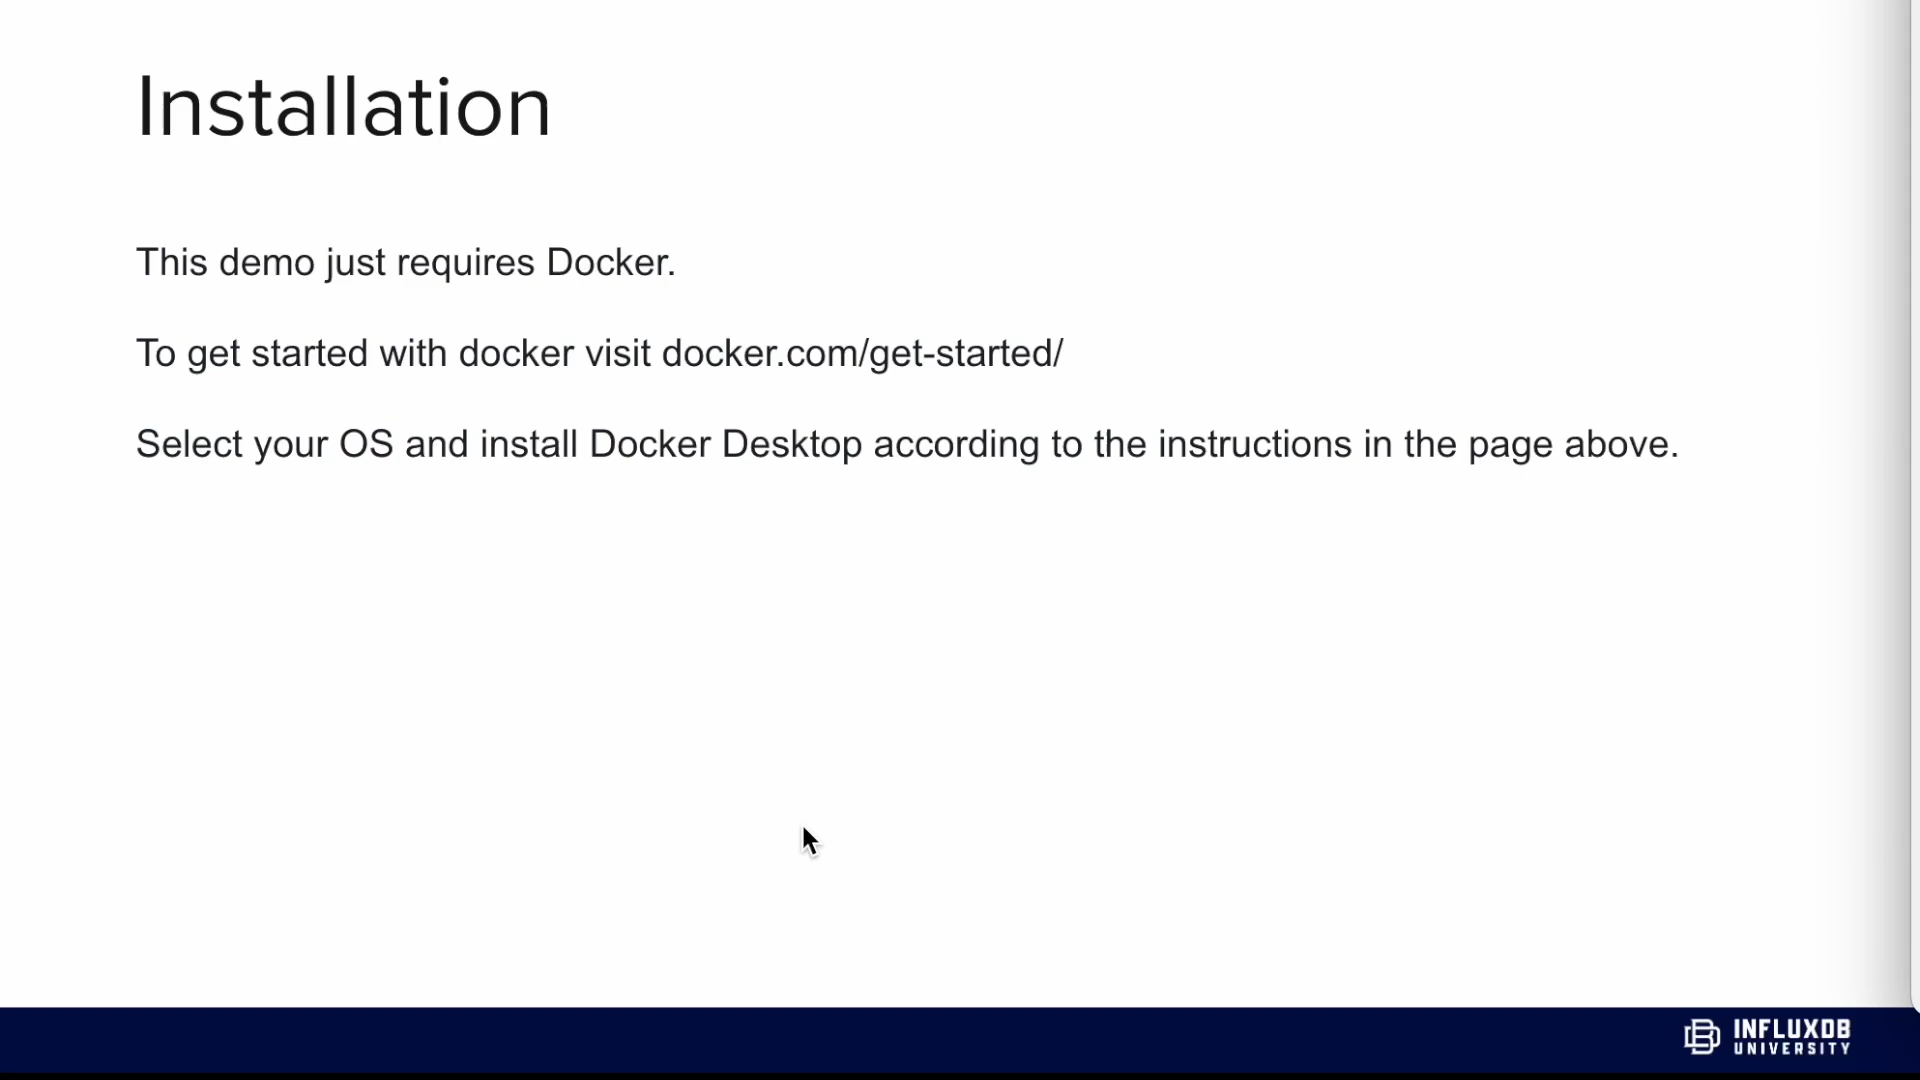 Installation
This demo just requires Docker.
To get started with docker visit docker.com/get-started/
Select your OS and install Docker Desktop according to the instructions in the page above.
INFLUXDB
UNIVERSITY